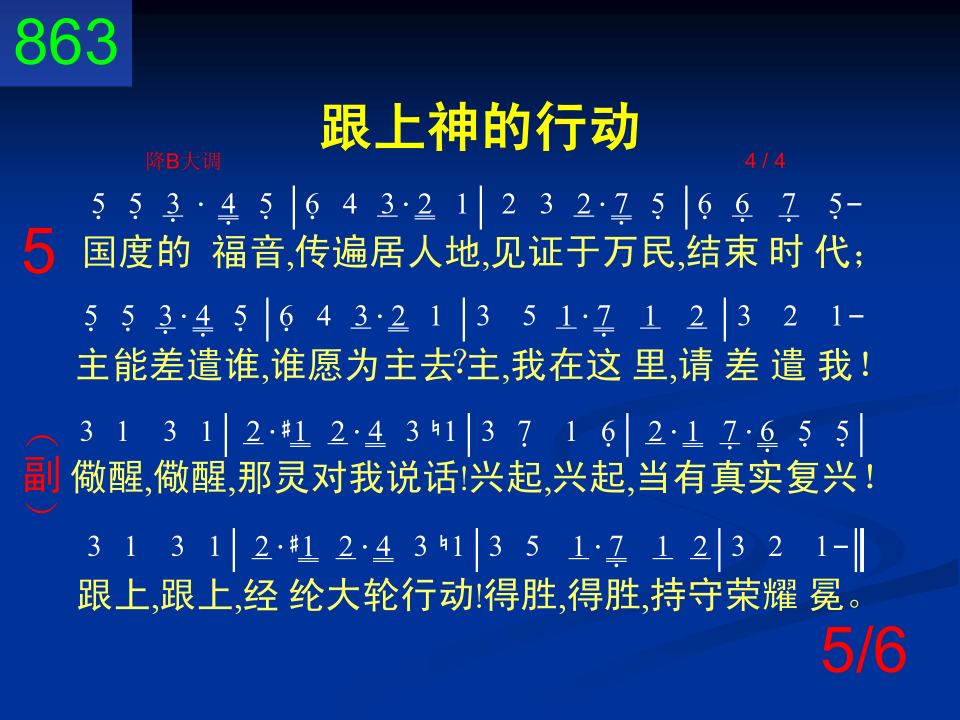 863
跟上神的行动
降B大调 4 / 4
5 5 3 · 4 5 | 6 4 3 · 2 1 | 2 3 2 · 7 5 | 6 6 7 5 −
5 国度的 福音,传遍居人地,见证于万民,结束 时 代；
5 5 3 · 4 5 | 6 4 3 · 2 1 | 3 5 1 · 7 1 2 | 3 2 1 −
主能差遣谁,谁愿为主去?主,我在这 里,请 差 遣 我！
3 1 3 1 | 2 · #1 2 · 4 3 ♮1 | 3 7 1 6 | 2 · 1 7 · 6 5 5 |
（副） 儆醒,儆醒,那灵对我说话!兴起,兴起,当有真实复兴！
3 1 3 1 | 2 · #1 2 · 4 3 ♮1 | 3 5 1 · 7 1 2 | 3 2 1 − ‖
跟上,跟上,经 纶大轮行动!得胜,得胜,持守荣耀 冕。
5/6